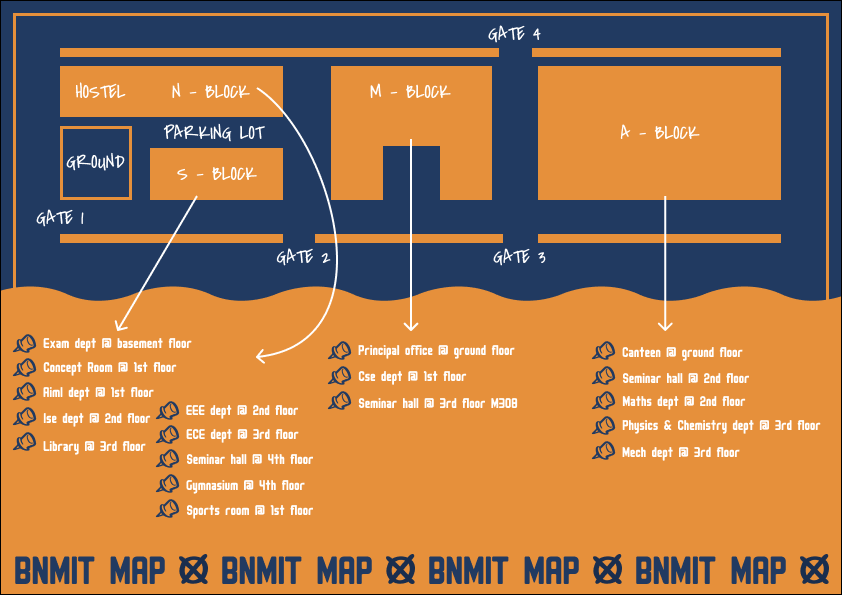 GATE 4
HOSTEL
N - BLOCK
M - BLOCK
A - BLOCK
PARKING LOT
GROUND
S - BLOCK
GATE 1
GATE 2
GATE 3
Exam dept @ basement floor
Concept Room @ 1st floor
Aiml dept @ 1st floor
Ise dept @ 2nd floor
Library @ 3rd floor
EEE dept @ 2nd floor
ECE dept @ 3rd floor
Seminar hall @ 4th floor
Gymnasium @ 4th floor
Sports room @ 1st floor
Principal office @ ground floor
Cse dept @ 1st floor
Seminar hall @ 3rd floor M308
Canteen @ ground floor
Seminar hall @ 2nd floor
Maths dept @ 2nd floor
Physics & Chemistry dept @ 3rd floor
Mech dept @ 3rd floor
BNMIT MAP BNMIT MAP BNMIT MAP BNMIT MAP